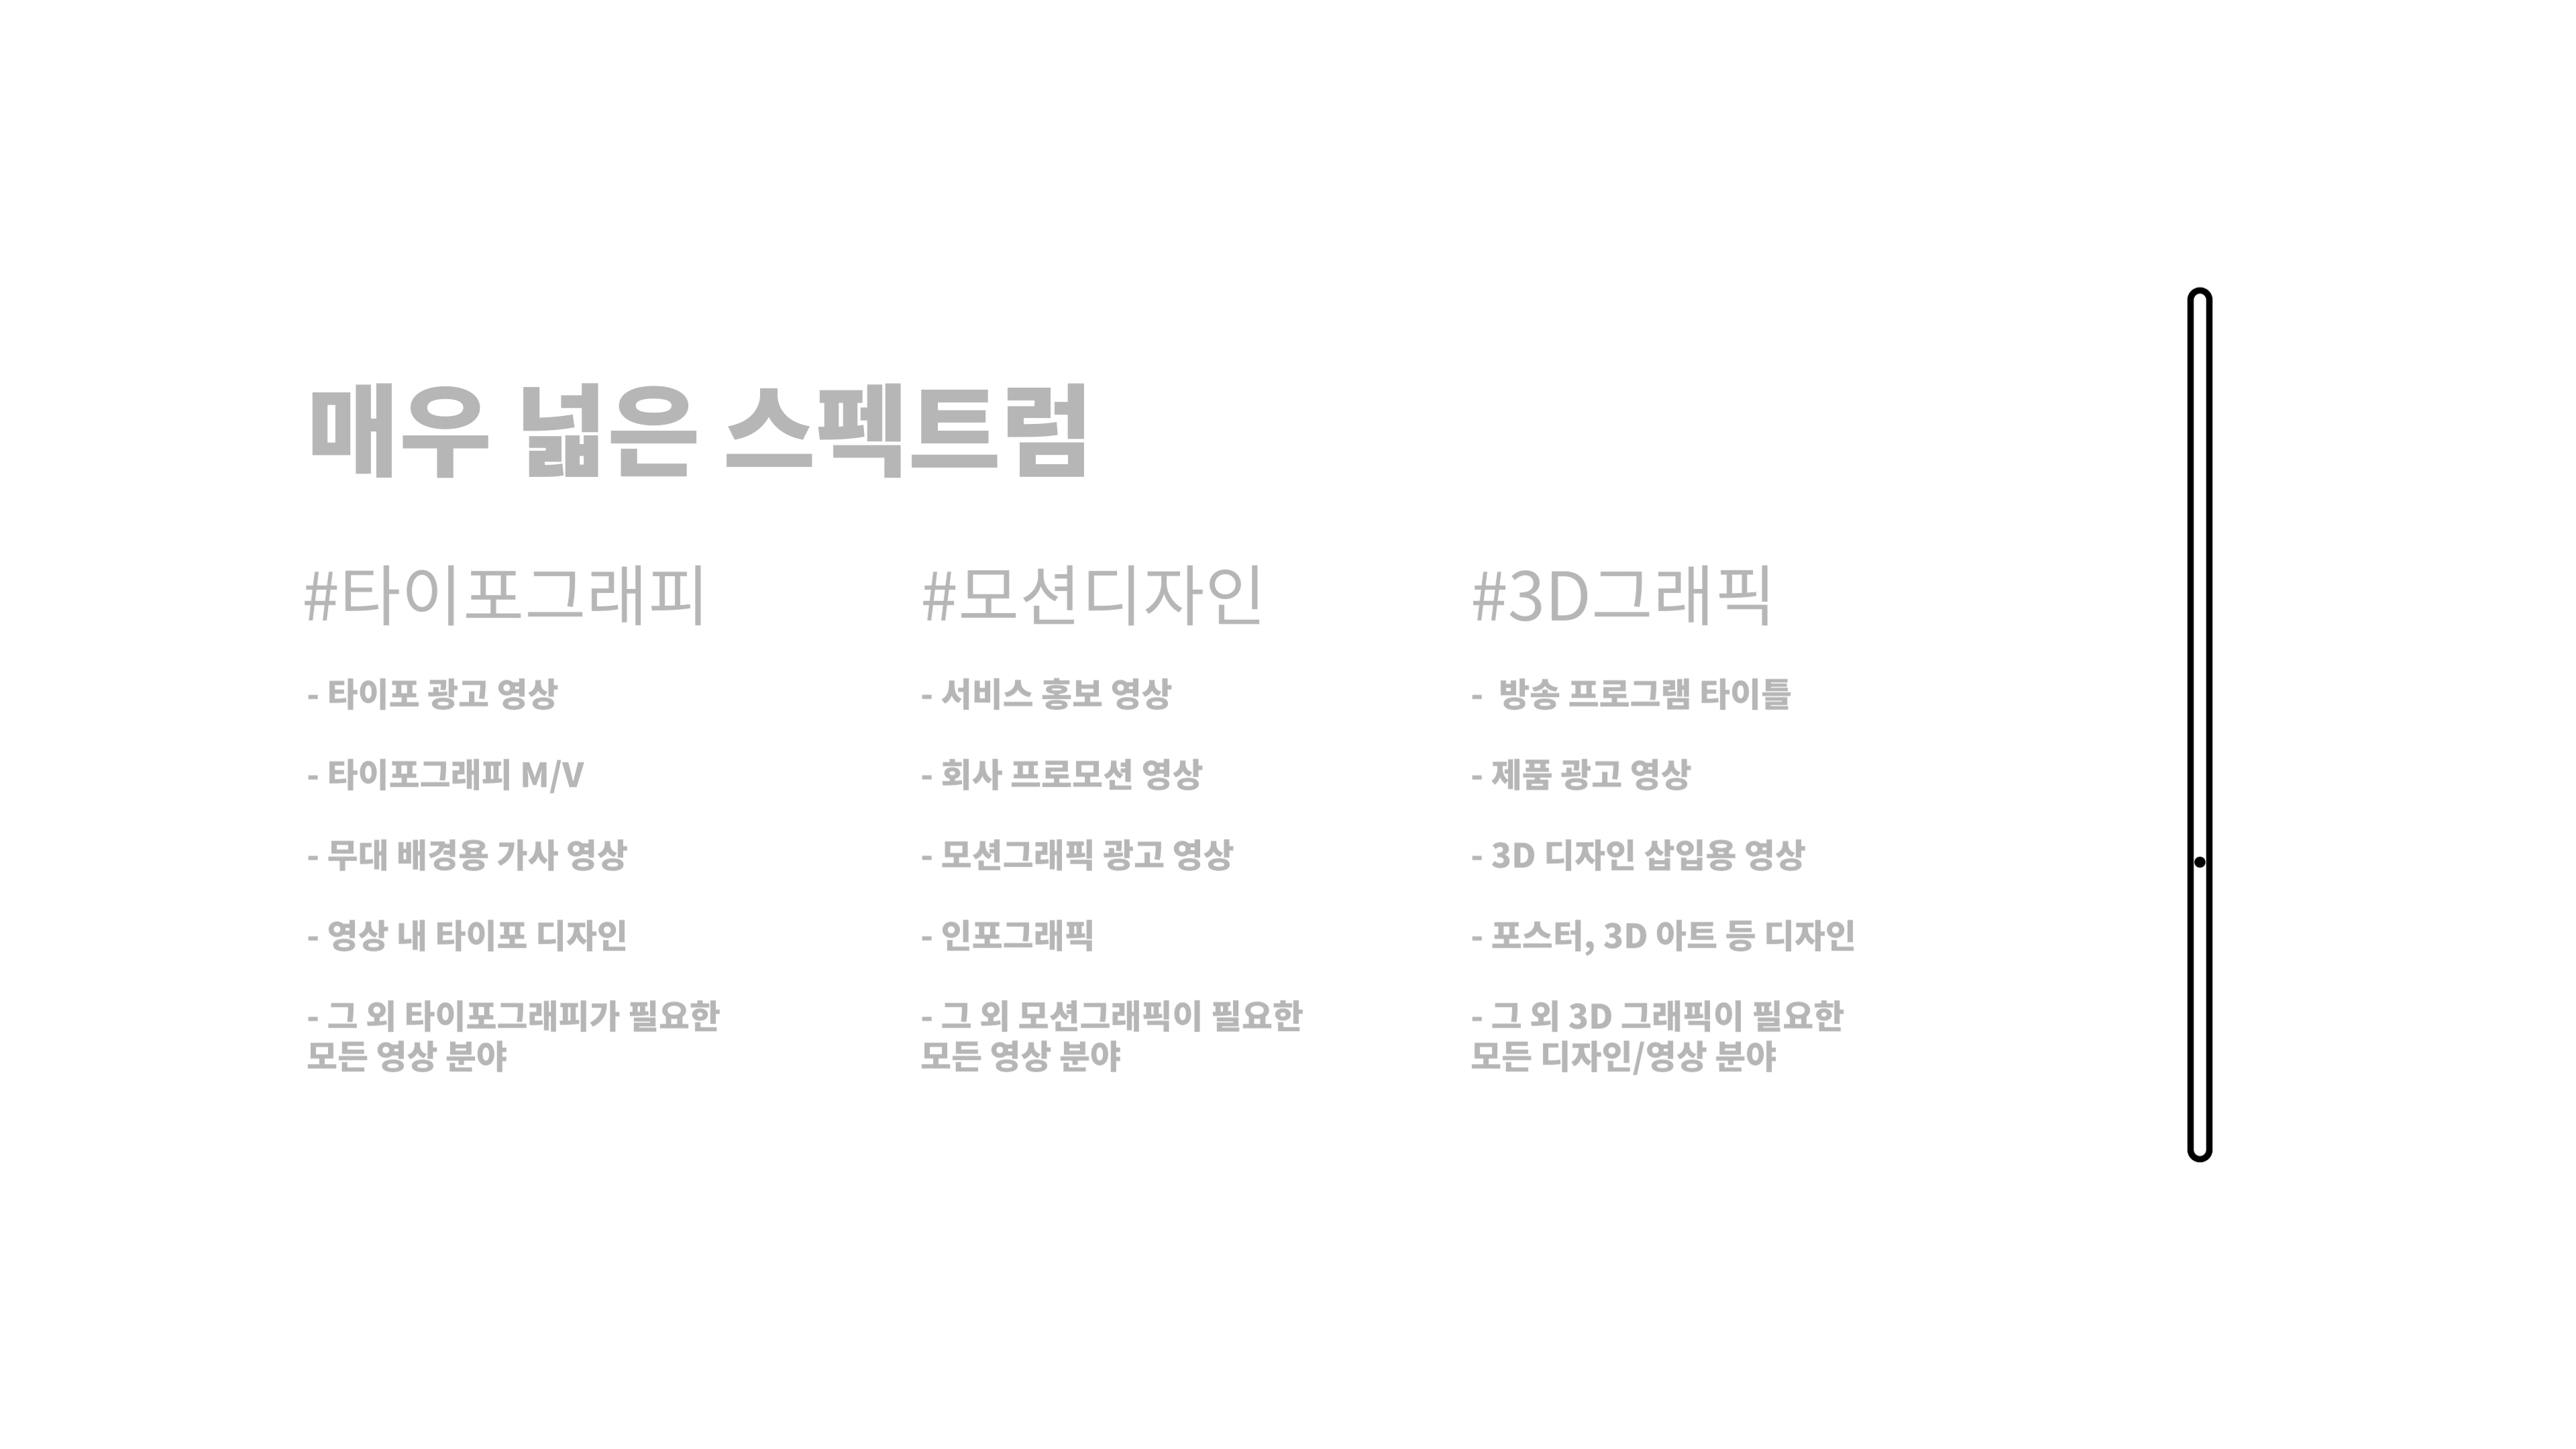 매우 넓은 스펙트럼
#타이포그래피
- 타이포 광고 영상
- 타이포그래피 M/V
- 무대 배경용 가사 영상
- 영상 내 타이포 디자인
- 그 외 타이포그래피가 필요한
모든 영상 분야
#모션디자인
- 서비스 홍보 영상
- 회사 프로모션 영상
- 모션그래픽 광고 영상
- 인포그래픽
- 그 외 모션그래픽이 필요한
모든 영상 분야
#3D그래픽
- 방송 프로그램 타이틀
- 제품 광고 영상
- 3D 디자인 삽입용 영상
- 포스터, 3D 아트 등 디자인
- 그 외 3D 그래픽이 필요한
모든 디자인/영상 분야